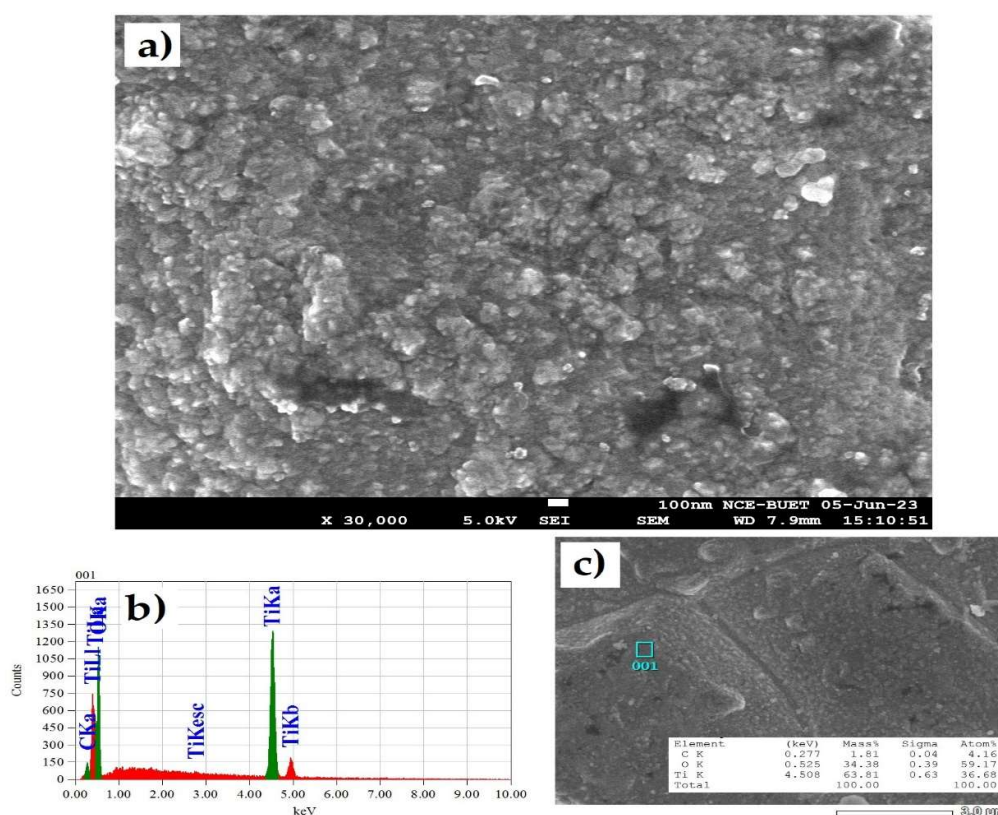 a)
100nm NCE-BUET 05-Jun-23
X 30,000 5.0kV SEI SEM WD 7.9mm 15:10:51
b)
001
1650
1500
1350
1200
1050
900
750
600
450
300
150
0
Counts
CKa
TiLl
TiLa
OKa
TiKesc
TiKa
TiKb
0.00 1.00 2.00 3.00 4.00 5.00 6.00 7.00 8.00 9.00 10.00
keV
c)
001
Element (keV) Mass% Sigma Atom%
C K 0.277 1.81 0.04 4.16
O K 0.525 34.38 0.39 59.17
Ti K 4.508 63.81 0.63 36.68
Total 100.00 100.00